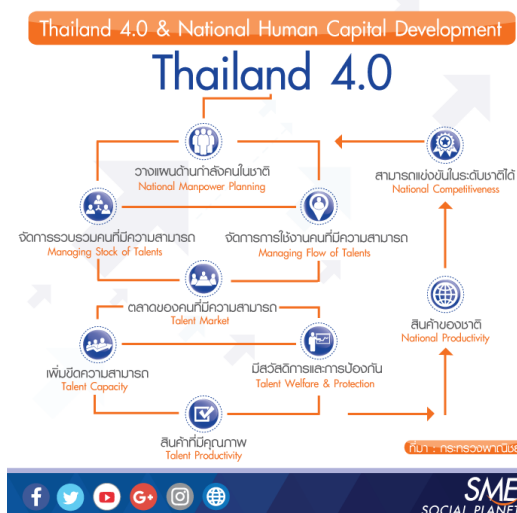 Thailand 4.0 & National Human Capital Development
Thailand 4.0
วางแผนด้านกำลังคนในชาติ
National Manpower Planning
สามารถแข่งขันในระดับชาติได้
National Competitiveness
จัดการรวบรวมคนที่มีความสามารถ
Managing Stock of Talents
จัดการการใช้งานคนที่มีความสามารถ
Managing Flow of Talents
ตลาดของคนที่มีความสามารถ
Talent Market
สินค้าของชาติ
National Productivity
เพิ่มขีดความสามารถ
Talent Capacity
มีสวัสดิการและการป้องกัน
Talent Welfare & Protection
สินค้าที่มีคุณภาพ
Talent Productivity
ที่มา : กระทรวงพาณิชย
SME
SOCIAL PLANET